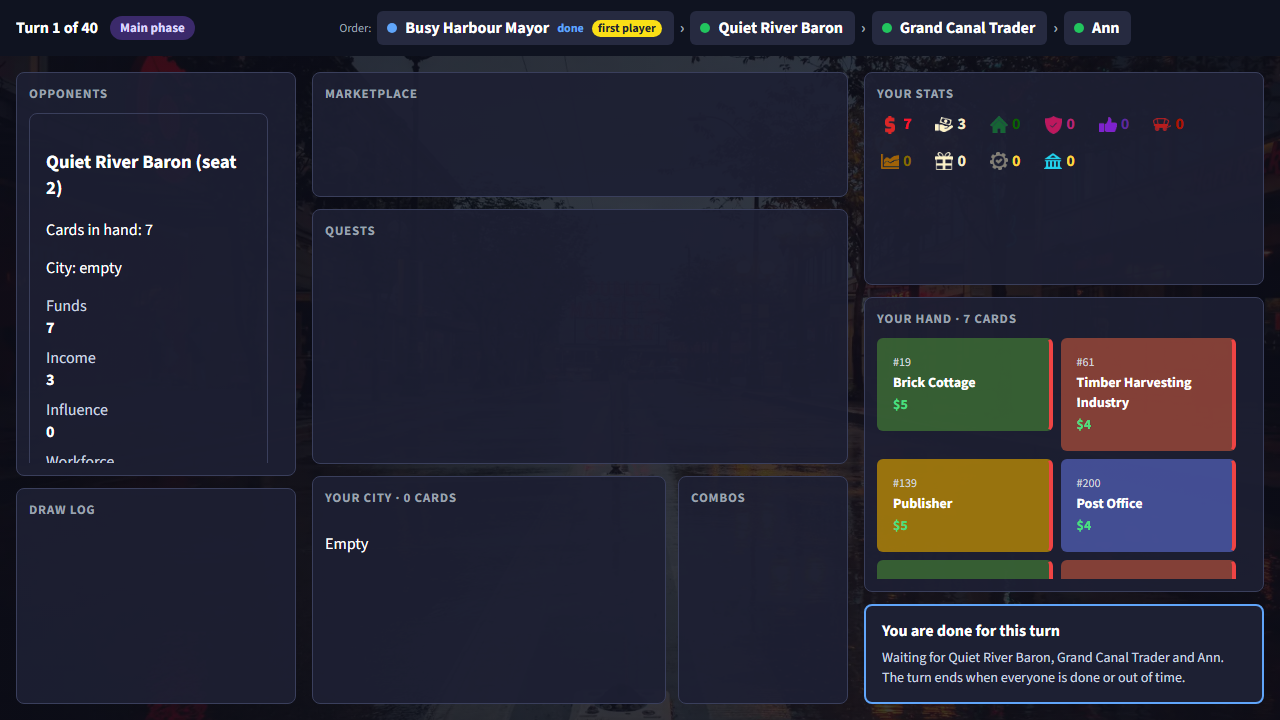 Turn 1 of 40
Main phase
Order:
Busy Harbour Mayor done first player
›
Quiet River Baron
›
Grand Canal Trader
›
Ann
OPPONENTS
Quiet River Baron (seat
2)
Cards in hand: 7
City: empty
Funds
7
Income
3
Influence
0
Workforce
DRAW LOG
MARKETPLACE
QUESTS
YOUR CITY · 0 CARDS
Empty
COMBOS
YOUR STATS
7 3 0 0 0 0
0 0 0 0
YOUR HAND · 7 CARDS
#19
Brick Cottage
$5
#61
Timber Harvesting
Industry
$4
#139
Publisher
$5
#200
Post Office
$4
You are done for this turn
Waiting for Quiet River Baron, Grand Canal Trader and Ann.
The turn ends when everyone is done or out of time.